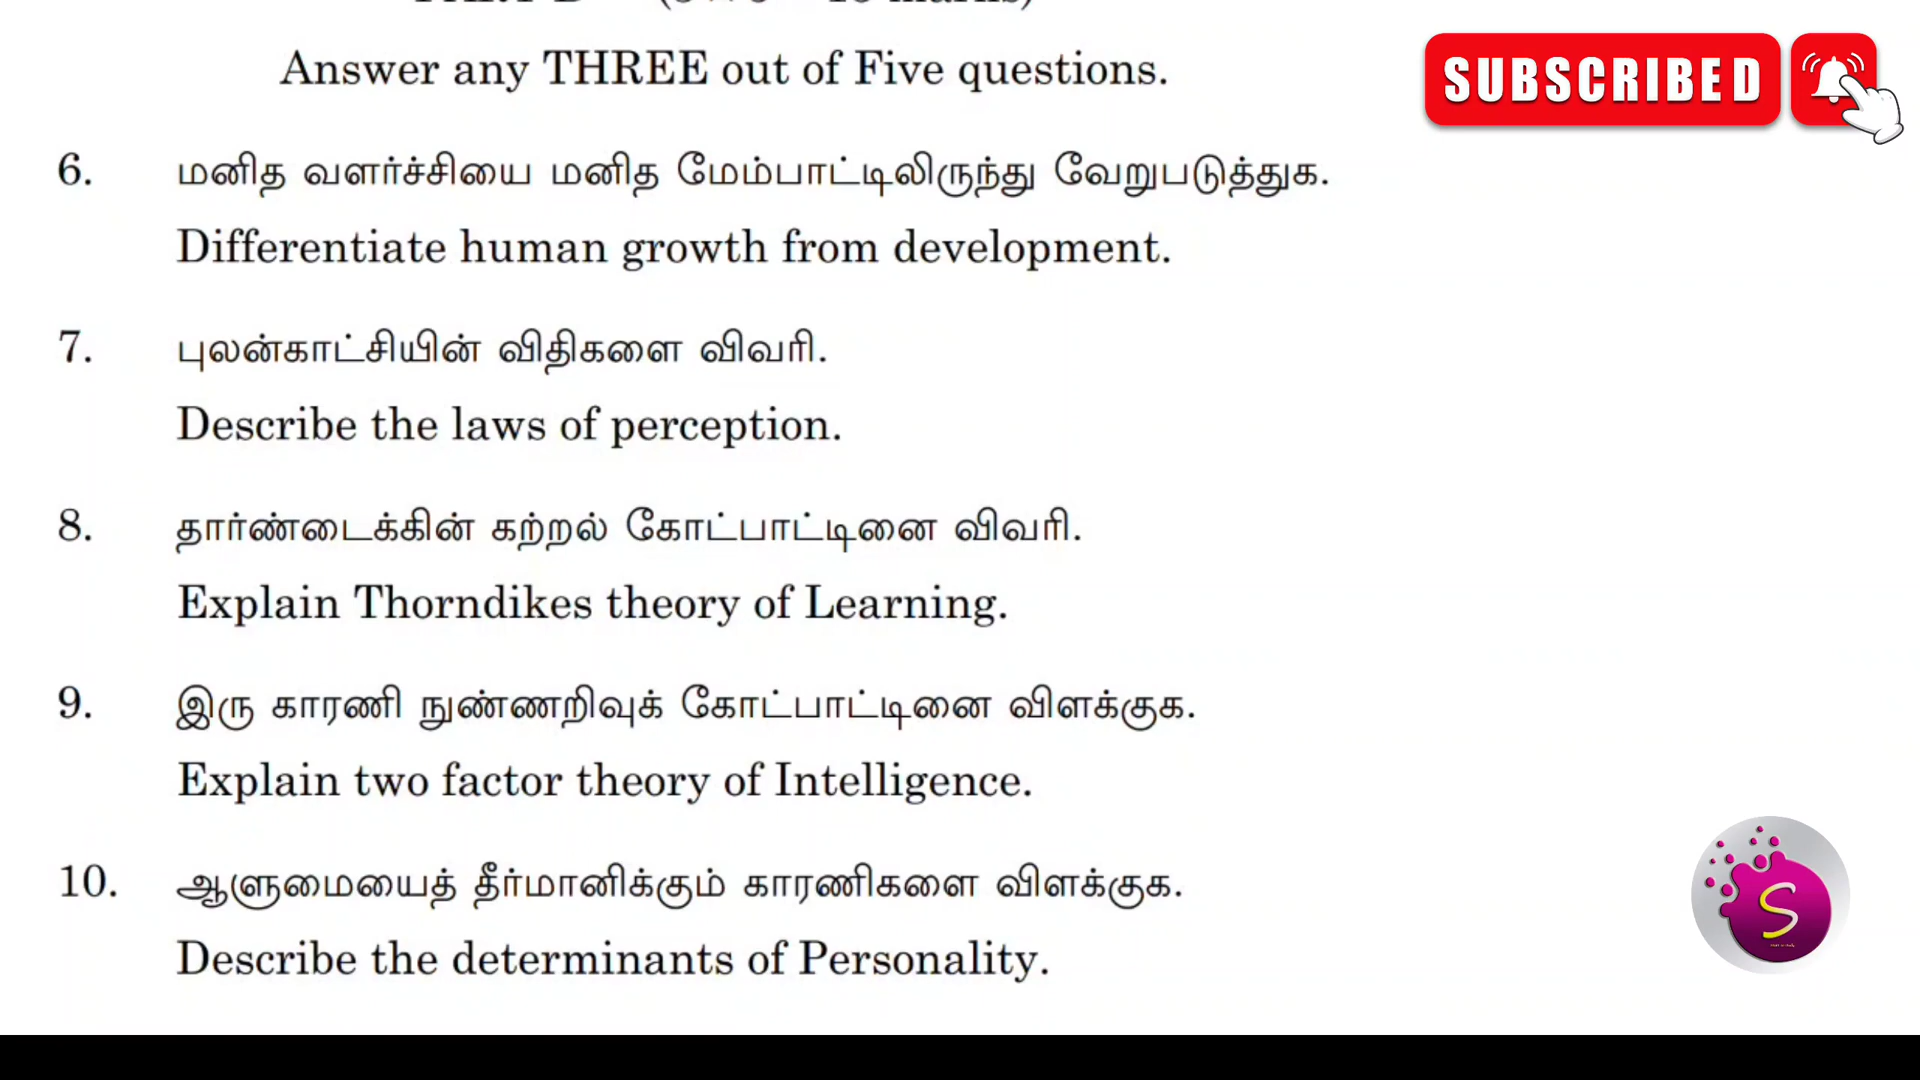 Answer any THREE out of Five questions.
SUBSCRIBED
6. மனித வளர்ச்சியை மனித மேம்பாட்டிலிருந்து வேறுபடுத்துக.
Differentiate human growth from development.
7. புலன்காட்சியின் விதிகளை விவரி.
Describe the laws of perception.
8. தார்ண்டைக்கின் கற்றல் கோட்பாட்டினை விவரி.
Explain Thorndikes theory of Learning.
9. இரு காரணி நுண்ணறிவுக் கோட்பாட்டினை விளக்குக.
Explain two factor theory of Intelligence.
10. ஆளுமையைத் தீர்மானிக்கும் காரணிகளை விளக்குக.
Describe the determinants of Personality.
S